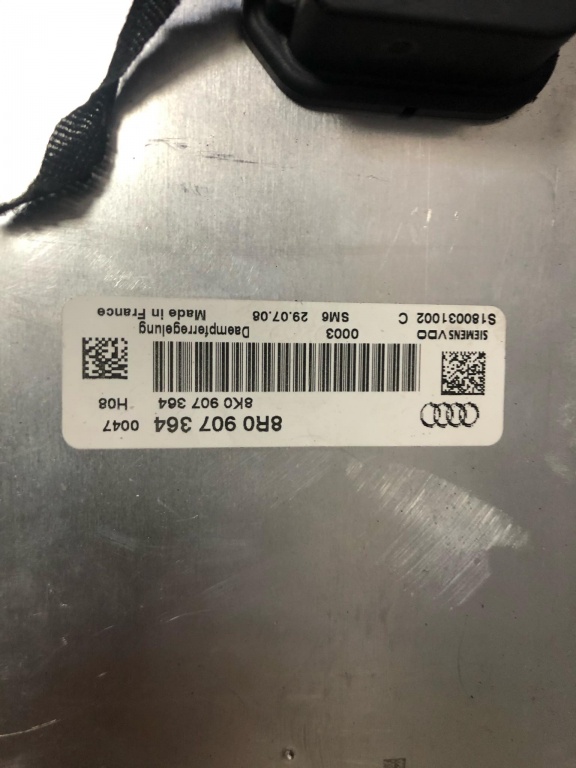 8R0 907 364 0047
8K0 907 364 H08
SIEMENS VDO 0003 Daempferregelung
S180031002 C SM6 29.07.08 Made in France